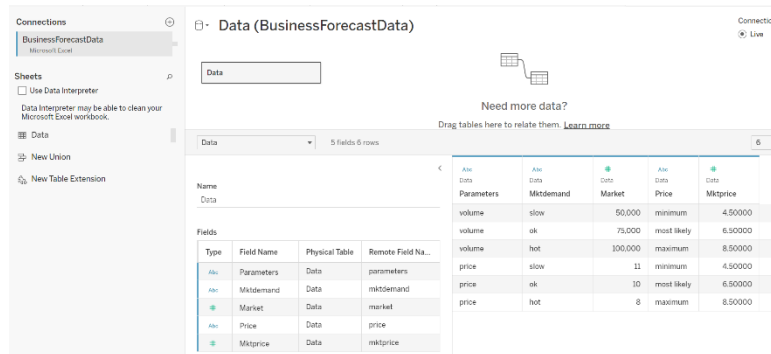 Connections
BusinessForecastData
Microsoft Excel
Sheets
Use Data Interpreter
Data Interpreter may be able to clean your
Microsoft Excel workbook.
Data
New Union
New Table Extension
Data (BusinessForecastData)
Connectio
Live
Data
Need more data?
Drag tables here to relate them. Learn more
Data 5 fields 6 rows 6
Name
Data
Fields
Type Field Name Physical Table Remote Field Na...
Abc Parameters Data parameters
Abc Mktdemand Data mktdemand
# Market Data market
Abc Price Data price
# Mktprice Data mktprice
Abc Abc # Abc #
Data Data Data Data Data
Parameters Mktdemand Market Price Mktprice
volume slow 50,000 minimum 4.50000
volume ok 75,000 most likely 6.50000
volume hot 100,000 maximum 8.50000
price slow 11 minimum 4.50000
price ok 10 most likely 6.50000
price hot 8 maximum 8.50000